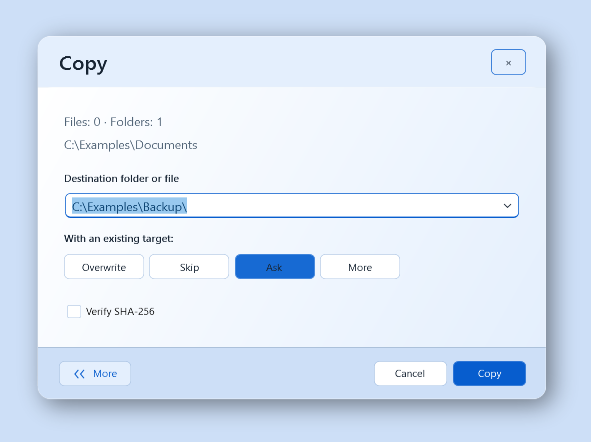 Copy
×
Files: 0 · Folders: 1
C:\Examples\Documents
Destination folder or file
C:\Examples\Backup\
With an existing target:
Overwrite Skip Ask More
Verify SHA-256
More Cancel Copy